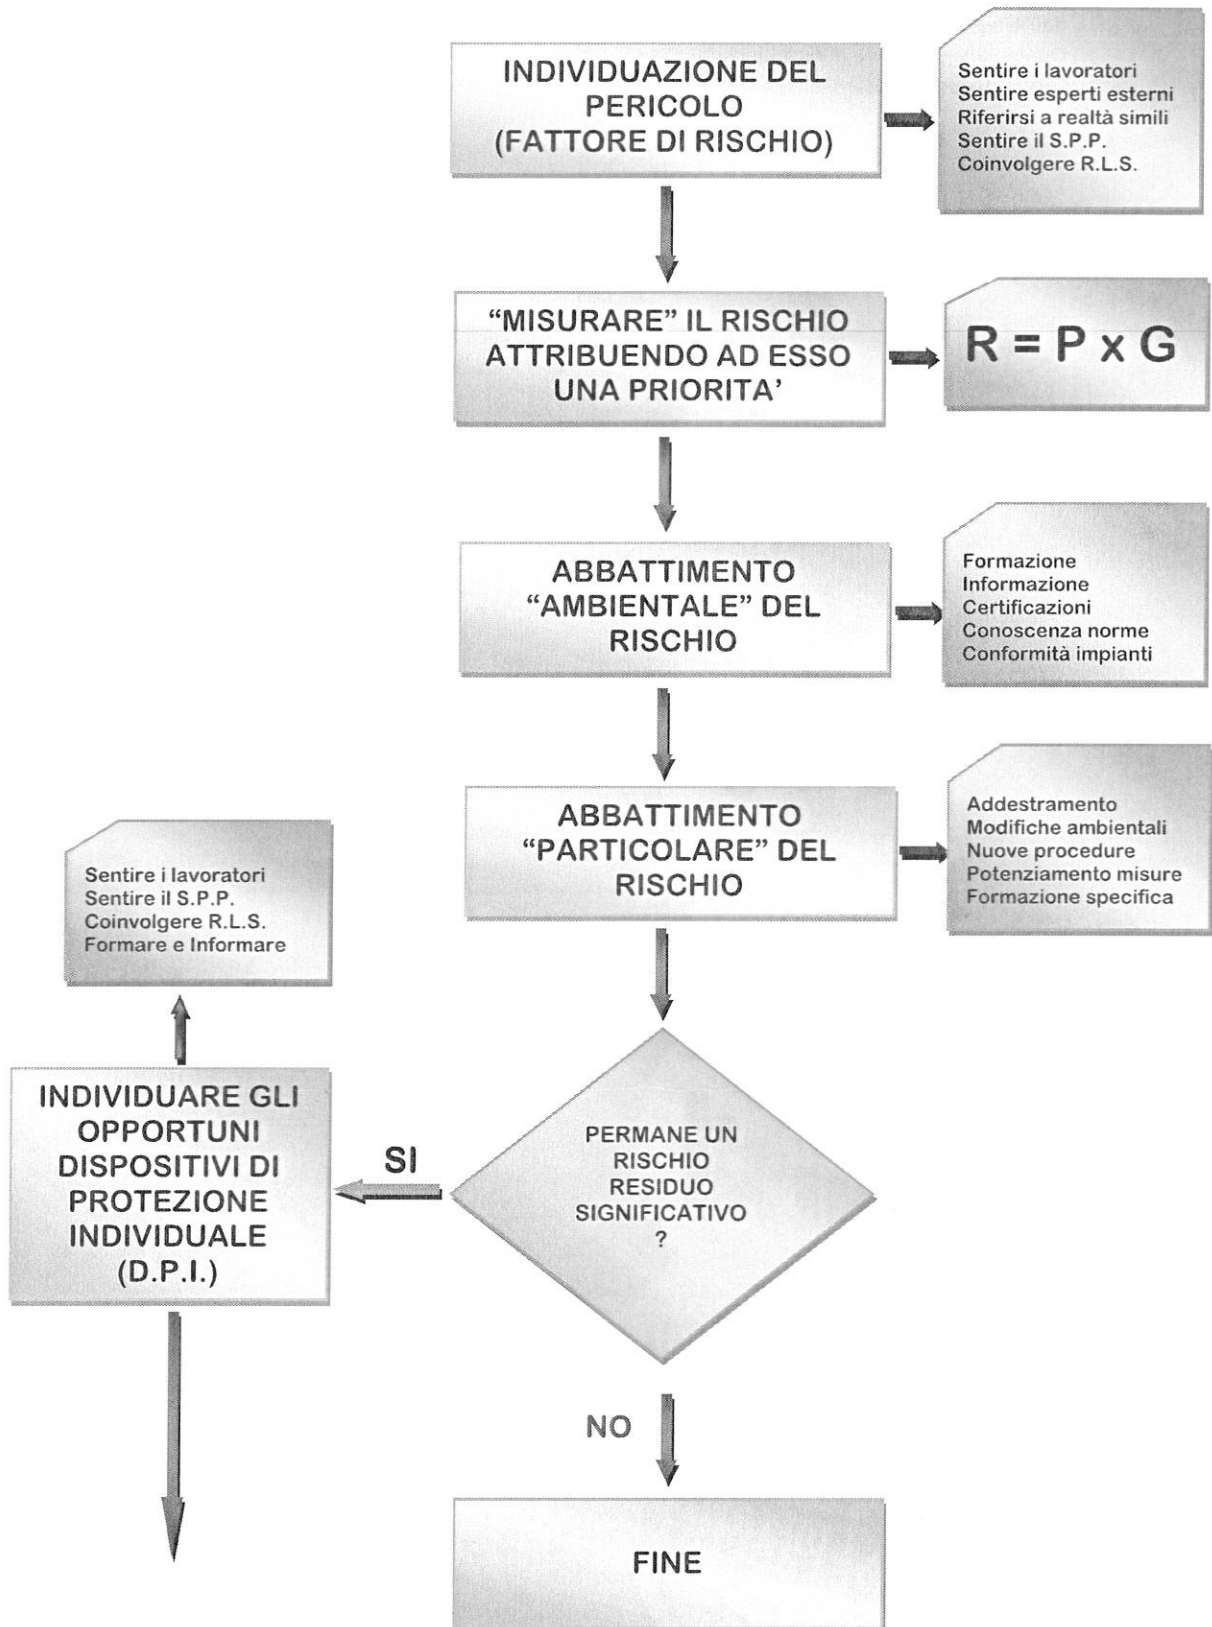 INDIVIDUAZIONE DEL
PERICOLO
(FATTORE DI RISCHIO)
Sentire i lavoratori
Sentire esperti esterni
Riferirsi a realtà simili
Sentire il S.P.P.
Coinvolgere R.L.S.
“MISURARE” IL RISCHIO
ATTRIBUENDO AD ESSO
UNA PRIORITA’
R = P x G
ABBATTIMENTO
“AMBIENTALE” DEL
RISCHIO
Formazione
Informazione
Certificazioni
Conoscenza norme
Conformità impianti
ABBATTIMENTO
“PARTICOLARE” DEL
RISCHIO
Addestramento
Modifiche ambientali
Nuove procedure
Potenziamento misure
Formazione specifica
Sentire i lavoratori
Sentire il S.P.P.
Coinvolgere R.L.S.
Formare e Informare
INDIVIDUARE GLI
OPPORTUNI
DISPOSITIVI DI
PROTEZIONE
INDIVIDUALE
(D.P.I.)
SI
PERMANE UN
RISCHIO
RESIDUO
SIGNIFICATIVO
?
NO
FINE